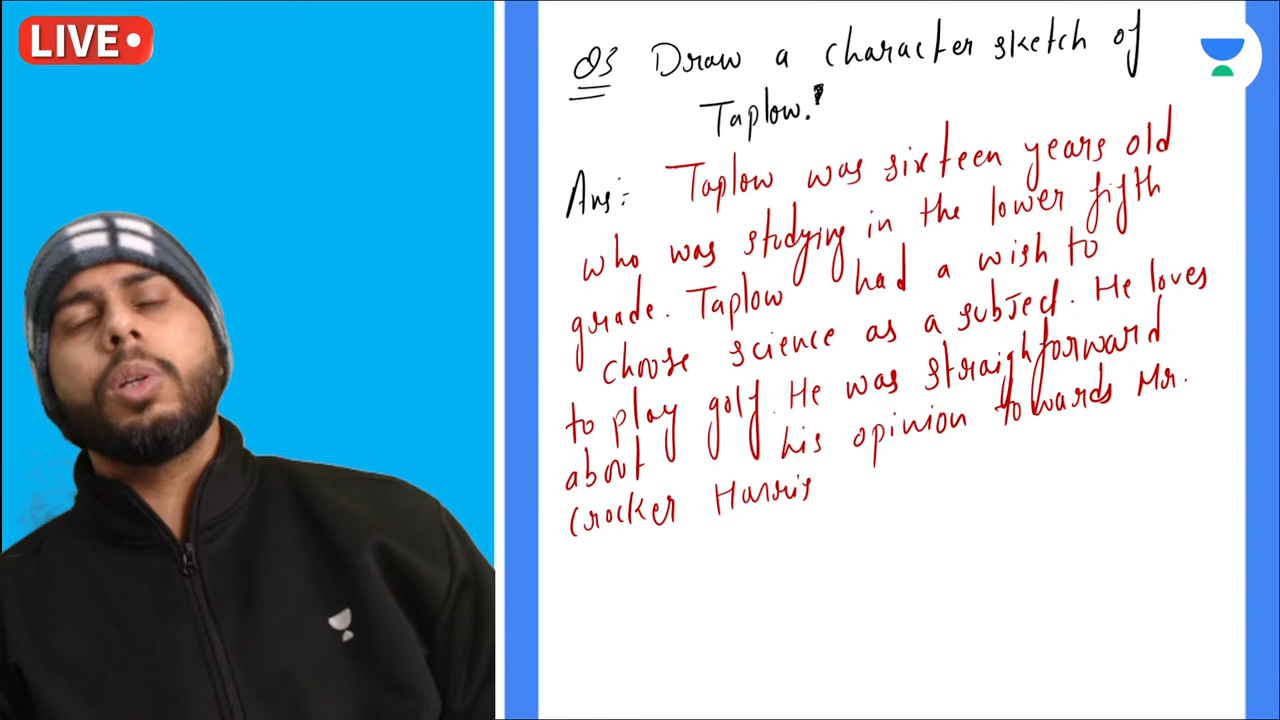 LIVE
Q3 Draw a character sketch of
Taplow.
Ans:- Taplow was sixteen years old
who was studying in the lower fifth
grade. Taplow had a wish to
choose science as a subject. He loves
to play golf. He was straighforward
about his opinion towards Mr.
Crocker Harris